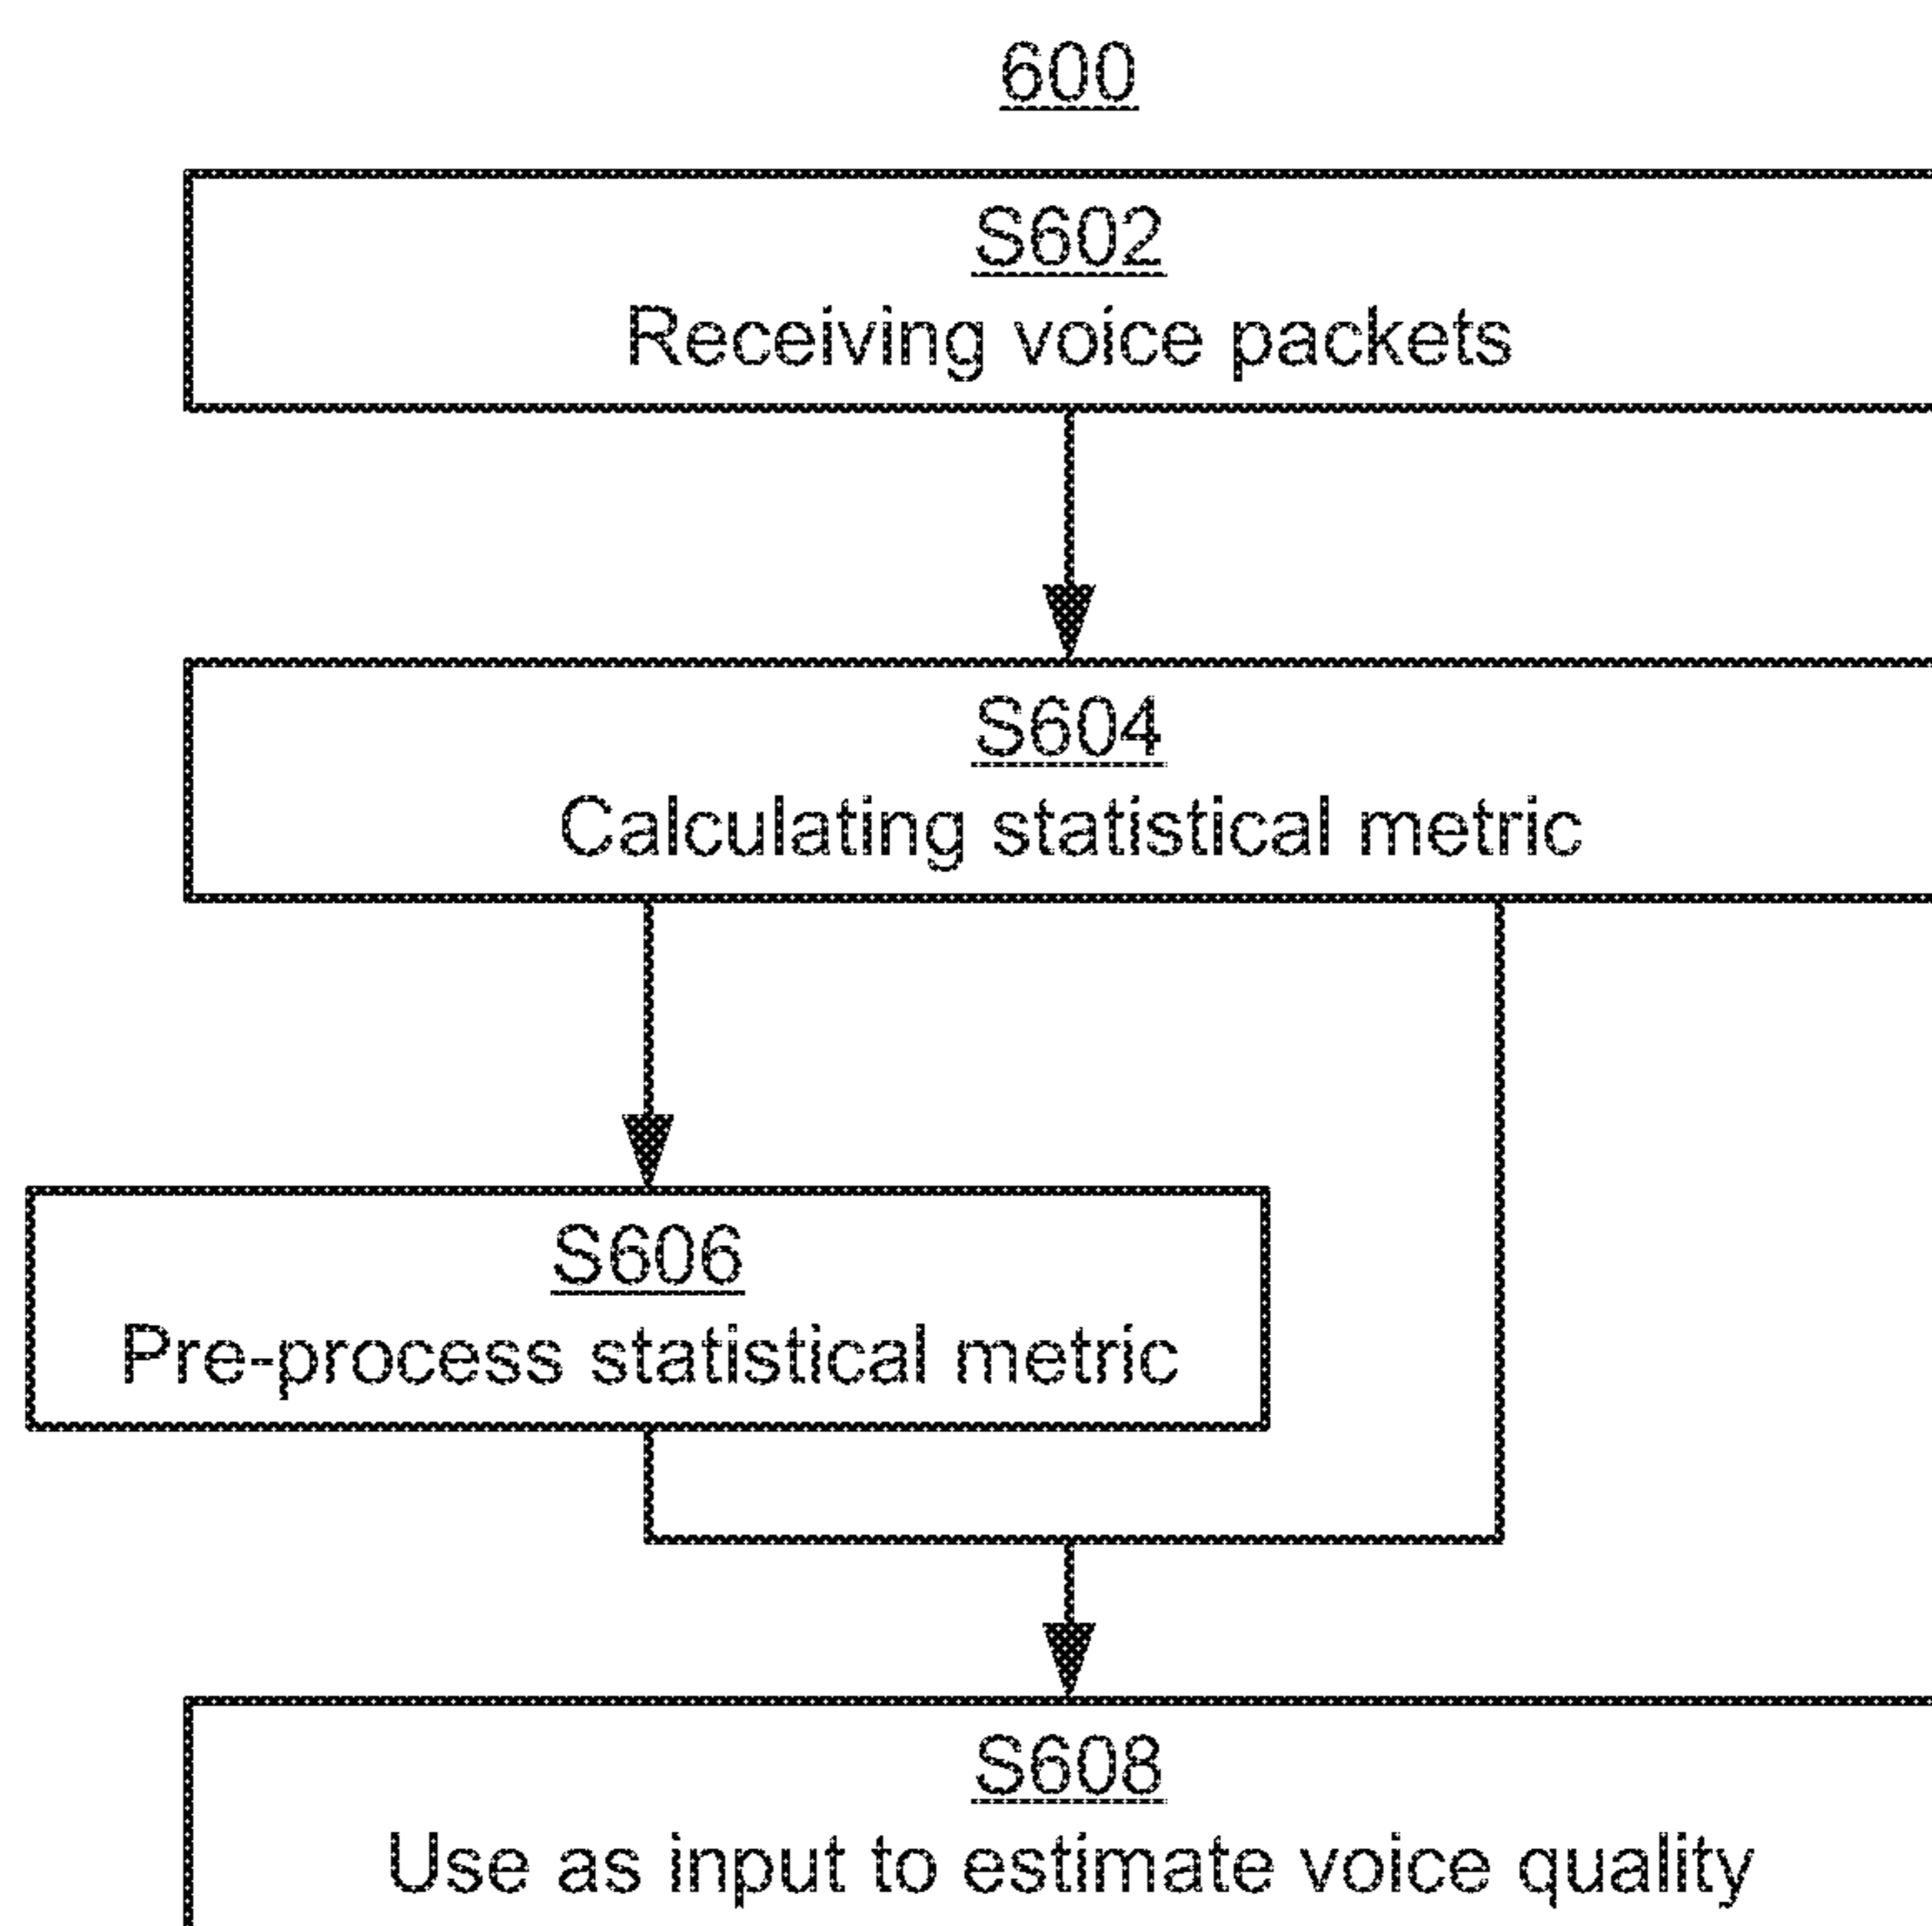 600
S602
Receiving voice packets
S604
Calculating statistical metric
S606
Pre-process statistical metric
S608
Use as input to estimate voice quality